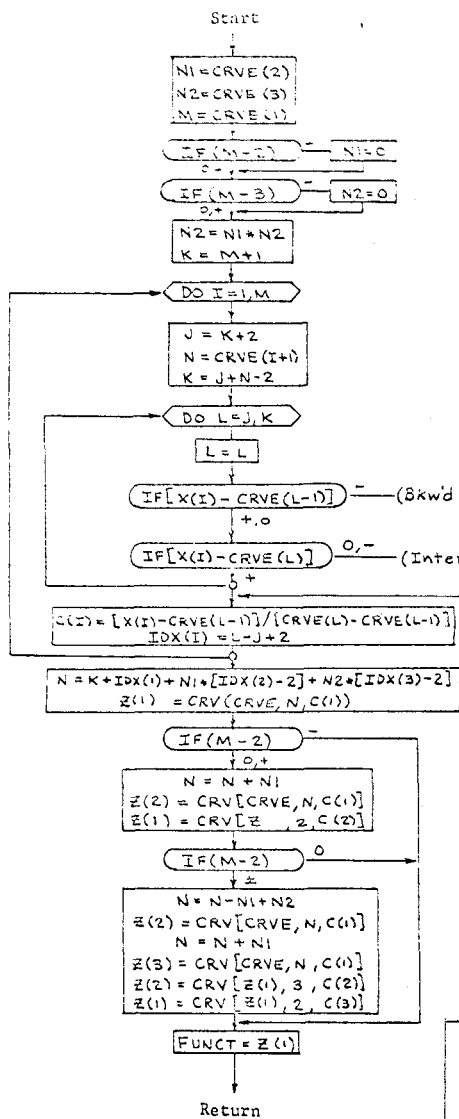 Start
N1=CRVE(2)
N2=CRVE(3)
M=CRVE(1)
IF(M-2) - N1=0
0-
IF(M-3) - N2=0
0,+
N2=N1*N2
K=M+1
DO I=1,M
J=K+2
N=CRVE(I+1)
K=J+N-2
DO L=J,K
L=L
IF[X(I)-CRVE(L-1)] - (Bkw'd
+,0
IF[X(I)-CRVE(L)] 0,- (Inter
+
C(I)=[X(I)-CRVE(L-1)]/[CRVE(L)-CRVE(L-1)]
IDX(I)=L-J+2
N=K+IDX(1)+N1*[IDX(2)-2]+N2*[IDX(3)-2]
Z(1) =CRV(CRVE,N,C(1))
IF(M-2) -
0,+
N=N+N1
Z(2)=CRV[CRVE,N,C(1)]
Z(1)=CRV[Z ,2,C(2)]
IF(M-2) 0
±
N=N-N1+N2
Z(2)=CRV[CRVE,N,C(1)]
N=N+N1
Z(3)=CRV[CRVE,N,C(1)]
Z(2)=CRV[Z(1),3,C(2)]
Z(1)=CRV[Z(1),2,C(3)]
FUNCT=Z(1)
Return